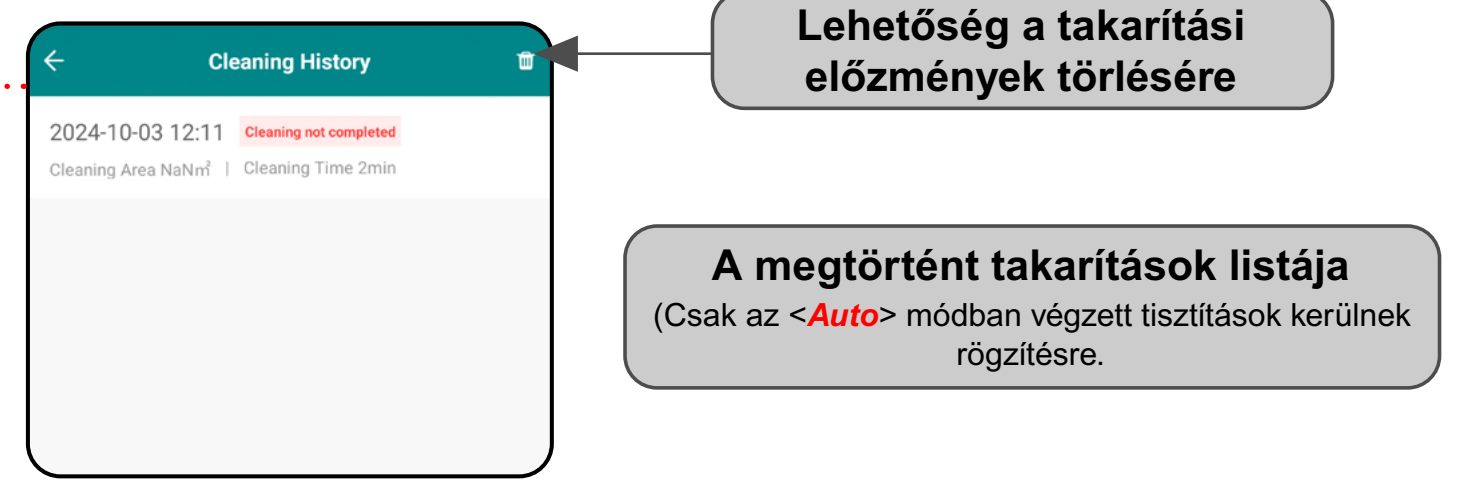 Cleaning History
2024-10-03 12:11 Cleaning not completed
Cleaning Area NaN㎡ | Cleaning Time 2min
Lehetőség a takarítási
előzmények törlésére
A megtörtént takarítások listája
(Csak az <Auto> módban végzett tisztítások kerülnek
rögzítésre.